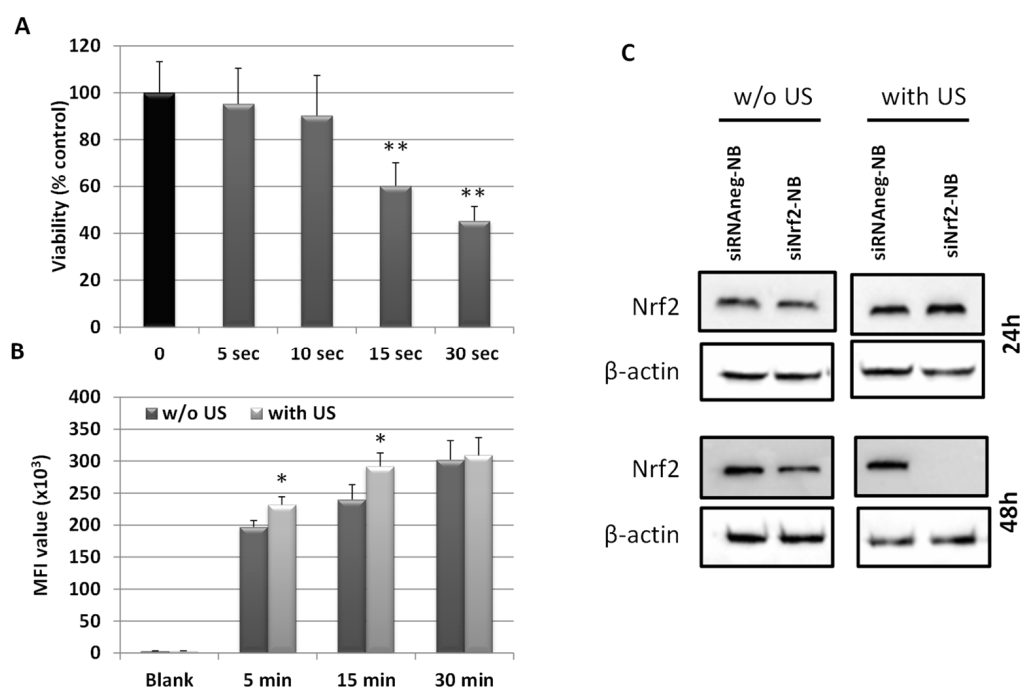 A
120
100
80
60
40
20
0
Viability (% control)
**
**
0 5 sec 10 sec 15 sec 30 sec
B
400
350
300
250
200
150
100
50
0
MFI value (x10³)
w/o US with US
*
*
Blank 5 min 15 min 30 min
C
w/o US with US
siRNAneg-NB
siNrf2-NB
siRNAneg-NB
siNrf2-NB
Nrf2
β-actin
24h
Nrf2
β-actin
48h